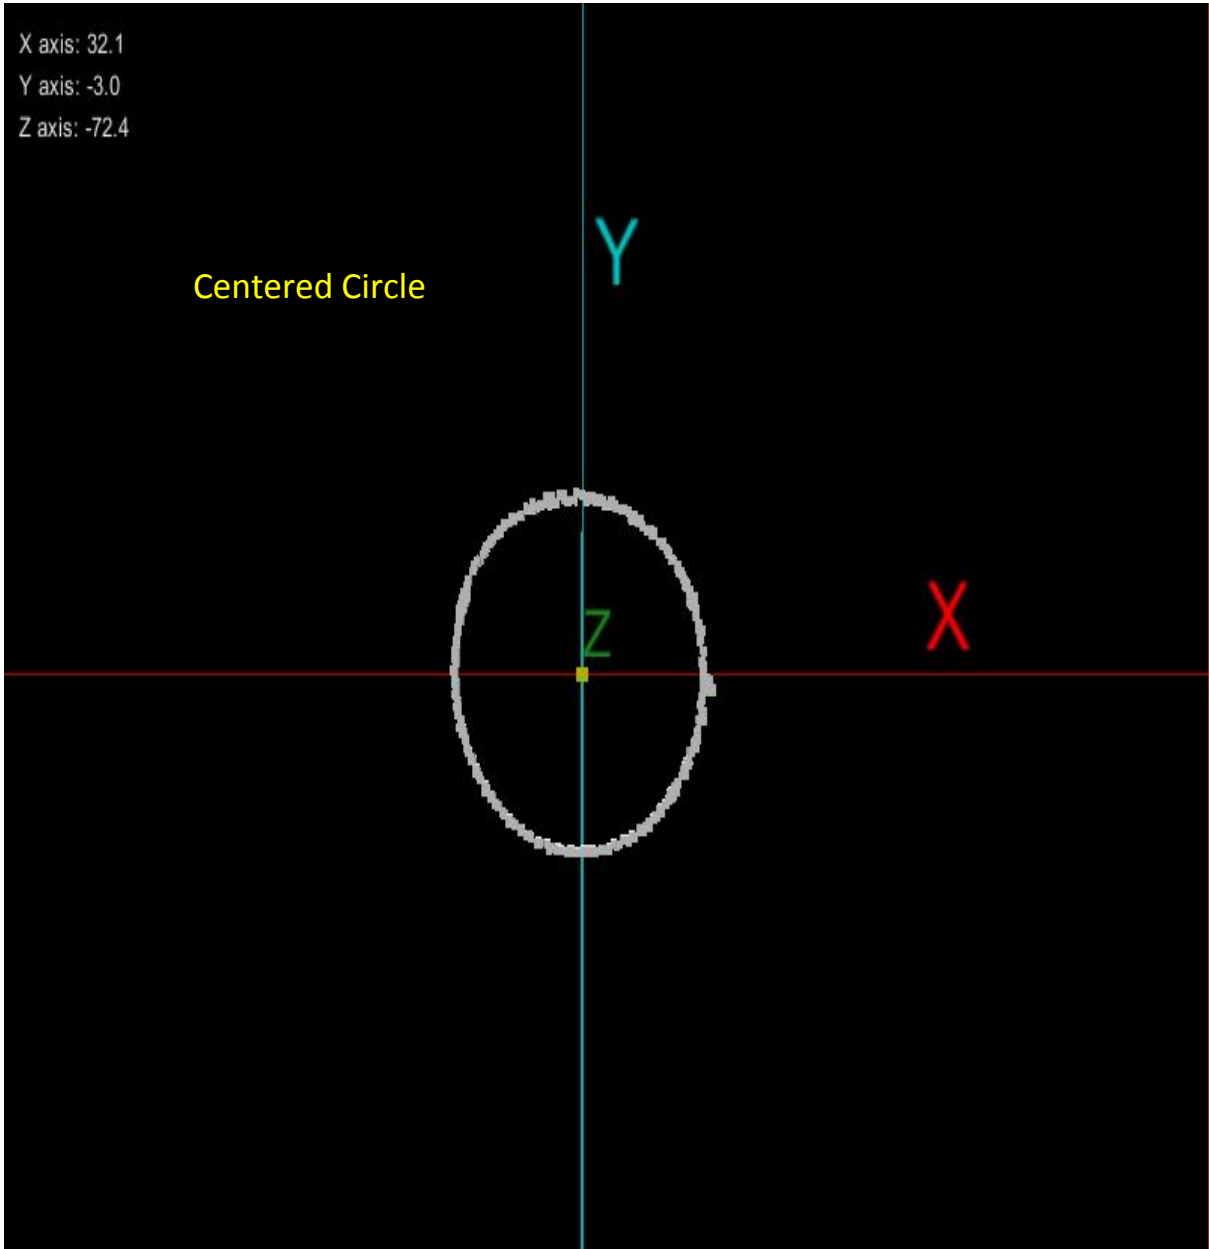 X axis: 32.1
Y axis: -3.0
Z axis: -72.4
Y
Centered Circle
Z
X